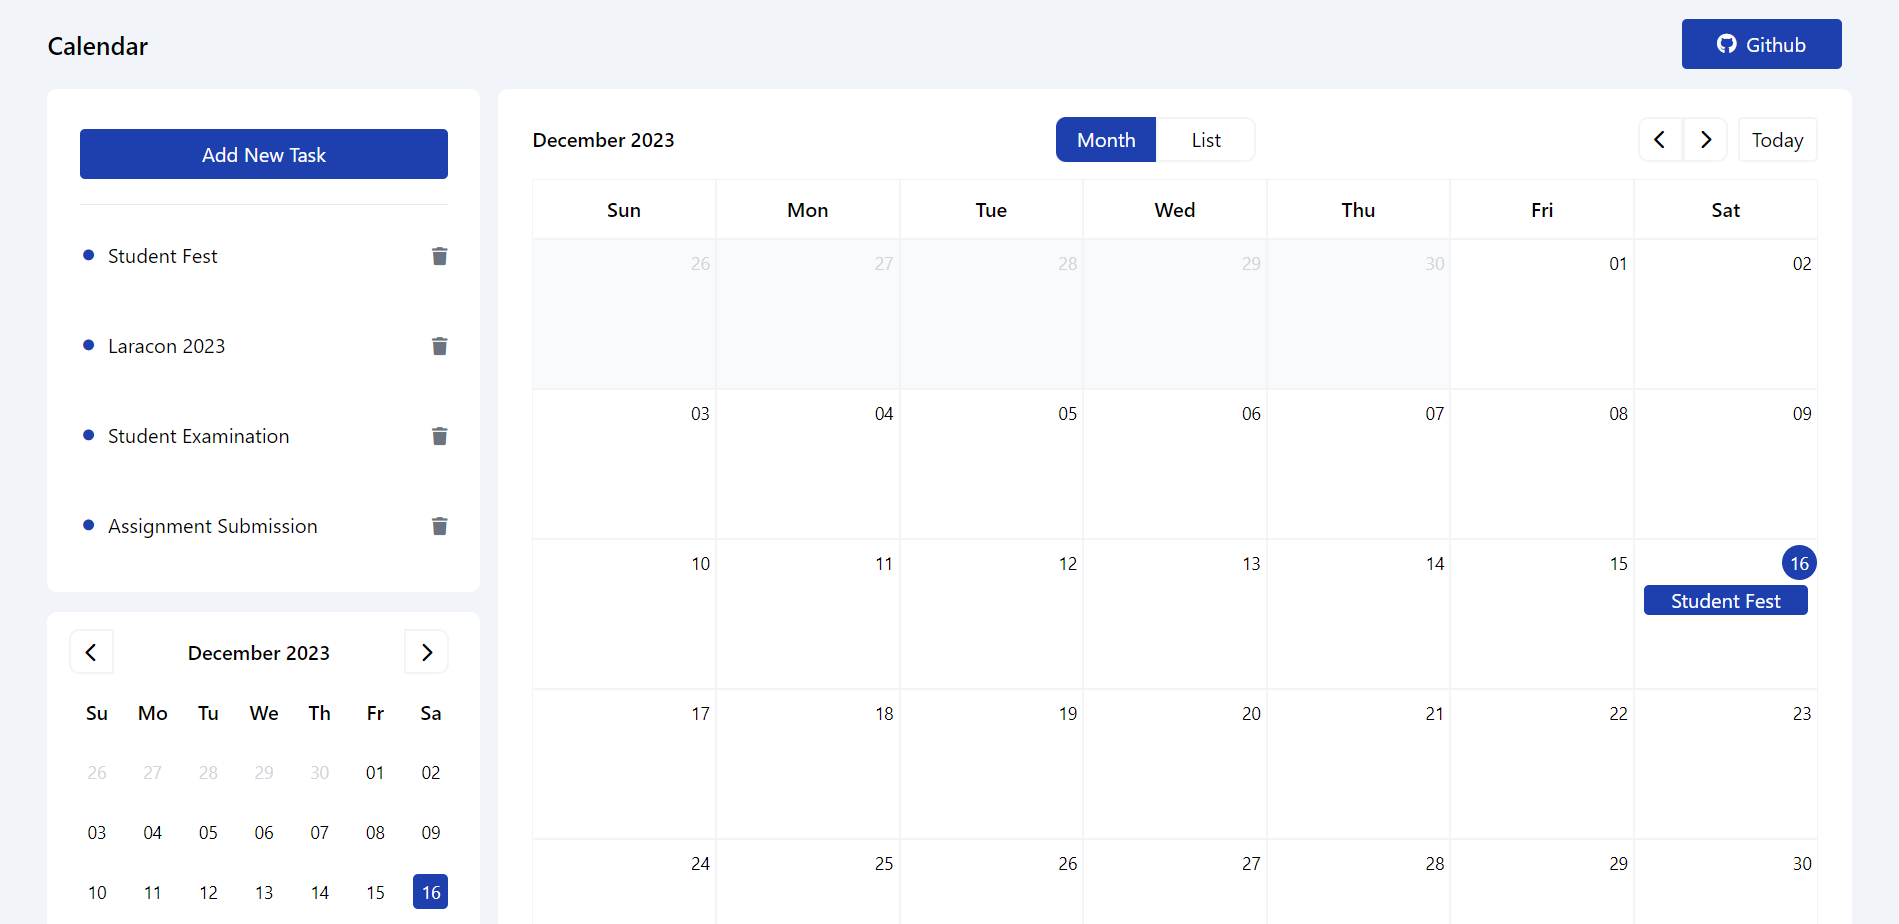 Calendar
Github
Add New Task
Student Fest
Laracon 2023
Student Examination
Assignment Submission
December 2023
Su Mo Tu We Th Fr Sa
26 27 28 29 30 01 02
03 04 05 06 07 08 09
10 11 12 13 14 15 16
December 2023
Month List
Today
Sun Mon Tue Wed Thu Fri Sat
26 27 28 29 30 01 02
03 04 05 06 07 08 09
10 11 12 13 14 15 16
Student Fest
17 18 19 20 21 22 23
24 25 26 27 28 29 30